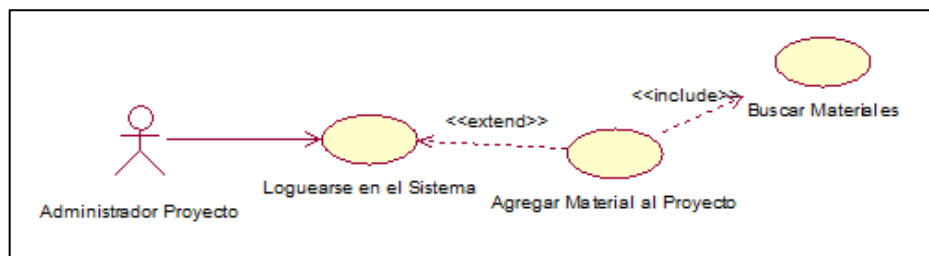 <<include>>
Buscar Materiales
<<extend>>
Loguearse en el Sistema
Agregar Material al Proyecto
Administrador Proyecto